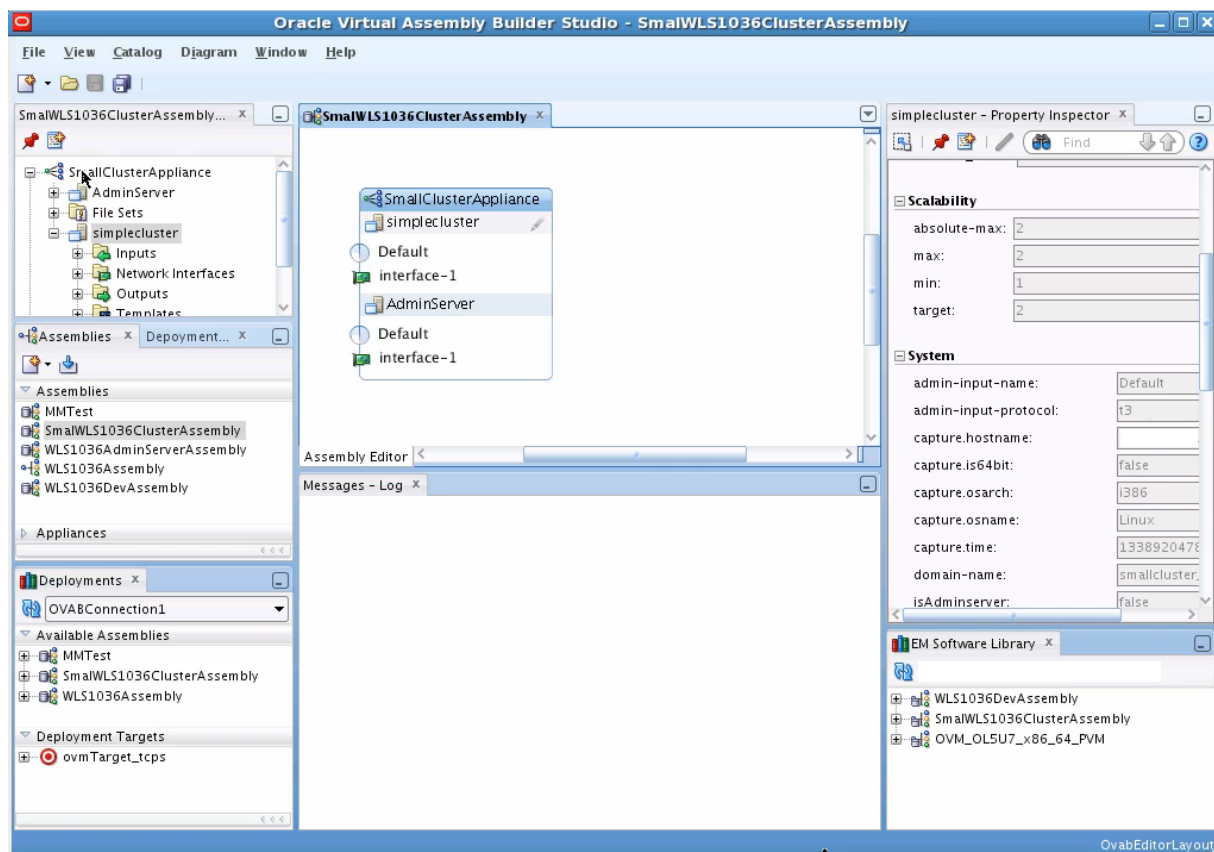 Oracle Virtual Assembly Builder Studio - SmalWLS1036ClusterAssembly
File View Catalog Diagram Window Help
SmalWLS1036ClusterAssembly...
SmallClusterAppliance
AdminServer
File Sets
simplecluster
Inputs
Network Interfaces
Outputs
Templates
Assemblies Depoyment...
Assemblies
MMTest
SmalWLS1036ClusterAssembly
WLS1036AdminServerAssembly
WLS1036Assembly
WLS1036DevAssembly
Appliances
Deployments
OVABConnection1
Available Assemblies
MMTest
SmalWLS1036ClusterAssembly
WLS1036Assembly
Deployment Targets
ovmTarget_tcps
SmalWLS1036ClusterAssembly
SmallClusterAppliance
simplecluster
Default
interface-1
AdminServer
Default
interface-1
Assembly Editor
Messages - Log
simplecluster - Property Inspector
Find
Scalability
absolute-max: 2
max: 2
min: 1
target: 2
System
admin-input-name: Default
admin-input-protocol: t3
capture.hostname:
capture.is64bit: false
capture.osarch: i386
capture.osname: Linux
capture.time: 1338920478
domain-name: smallcluster_
isAdminserver: false
EM Software Library
WLS1036DevAssembly
SmalWLS1036ClusterAssembly
OVM_OL5U7_x86_64_PVM
OvabEditorLayout